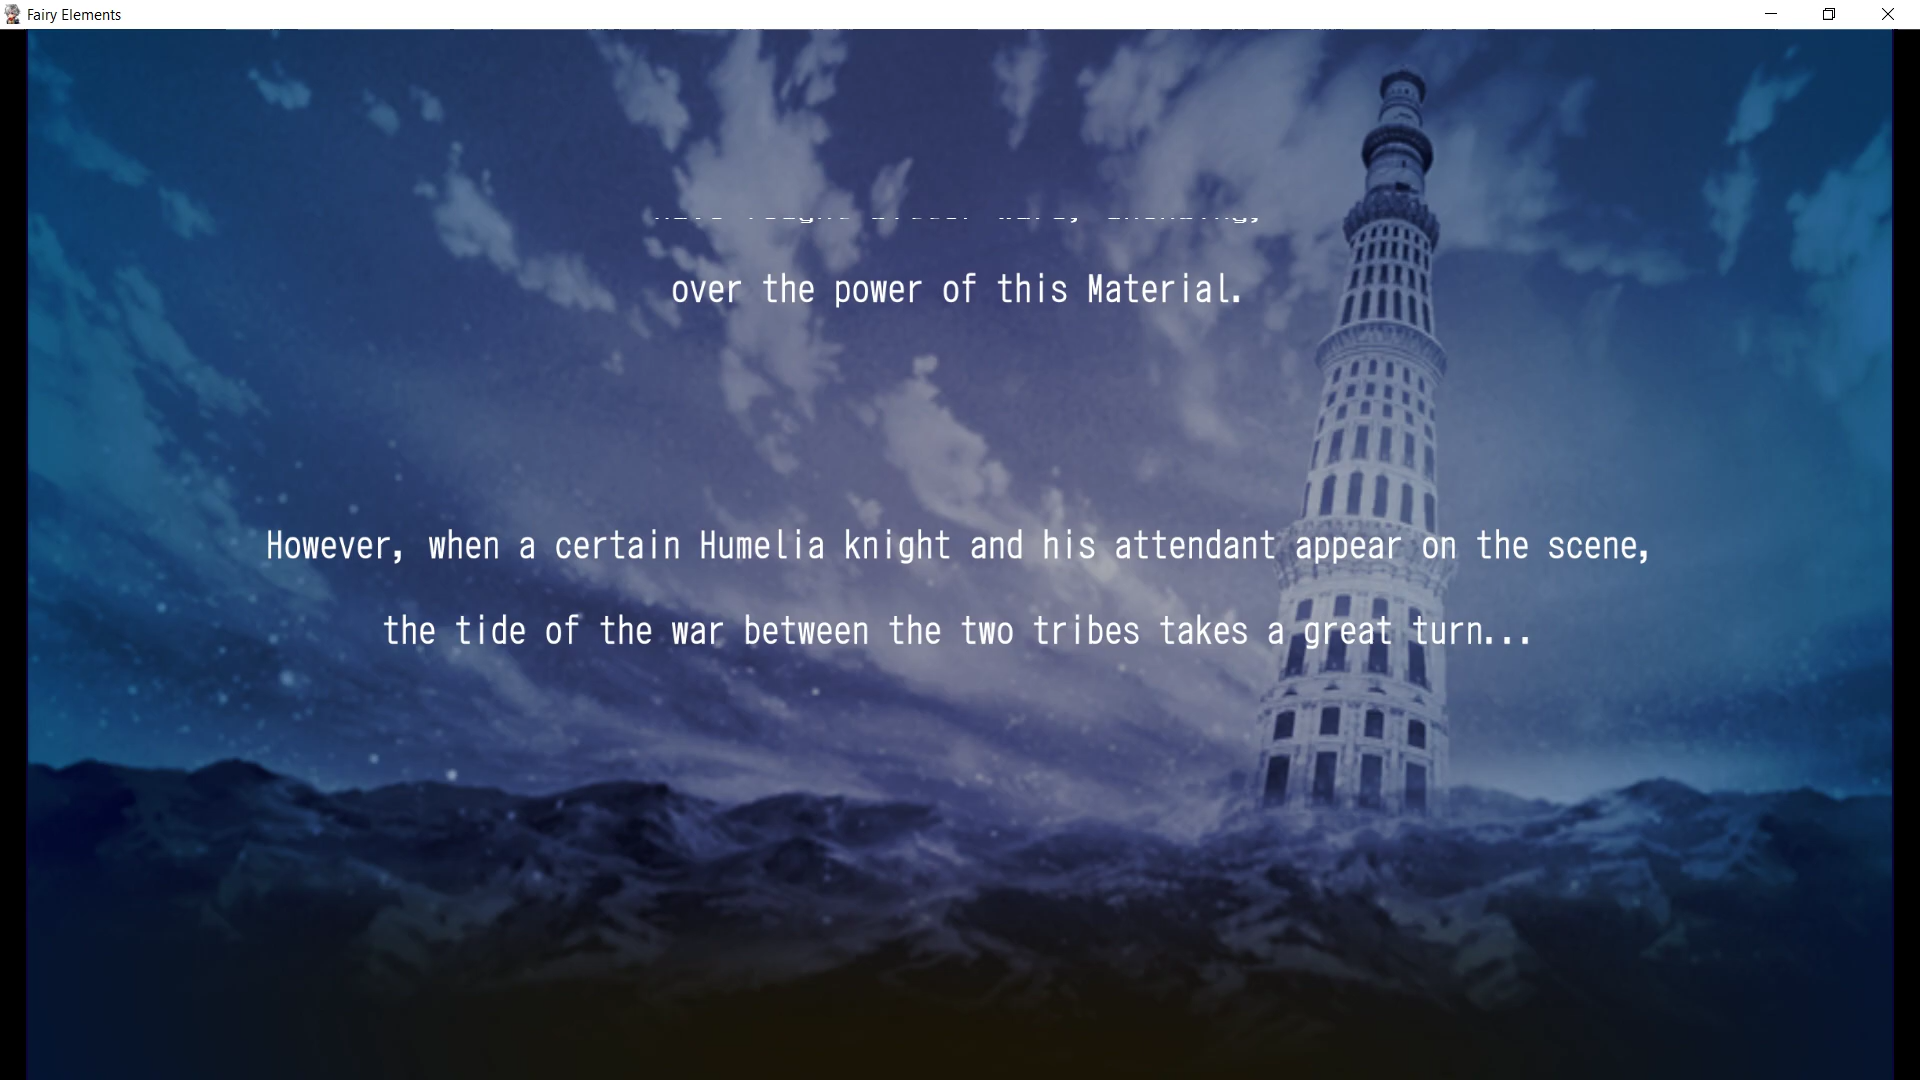 Fairy Elements
over the power of this Material.
However, when a certain Humelia knight and his attendant appear on the scene,
the tide of the war between the two tribes takes a great turn...